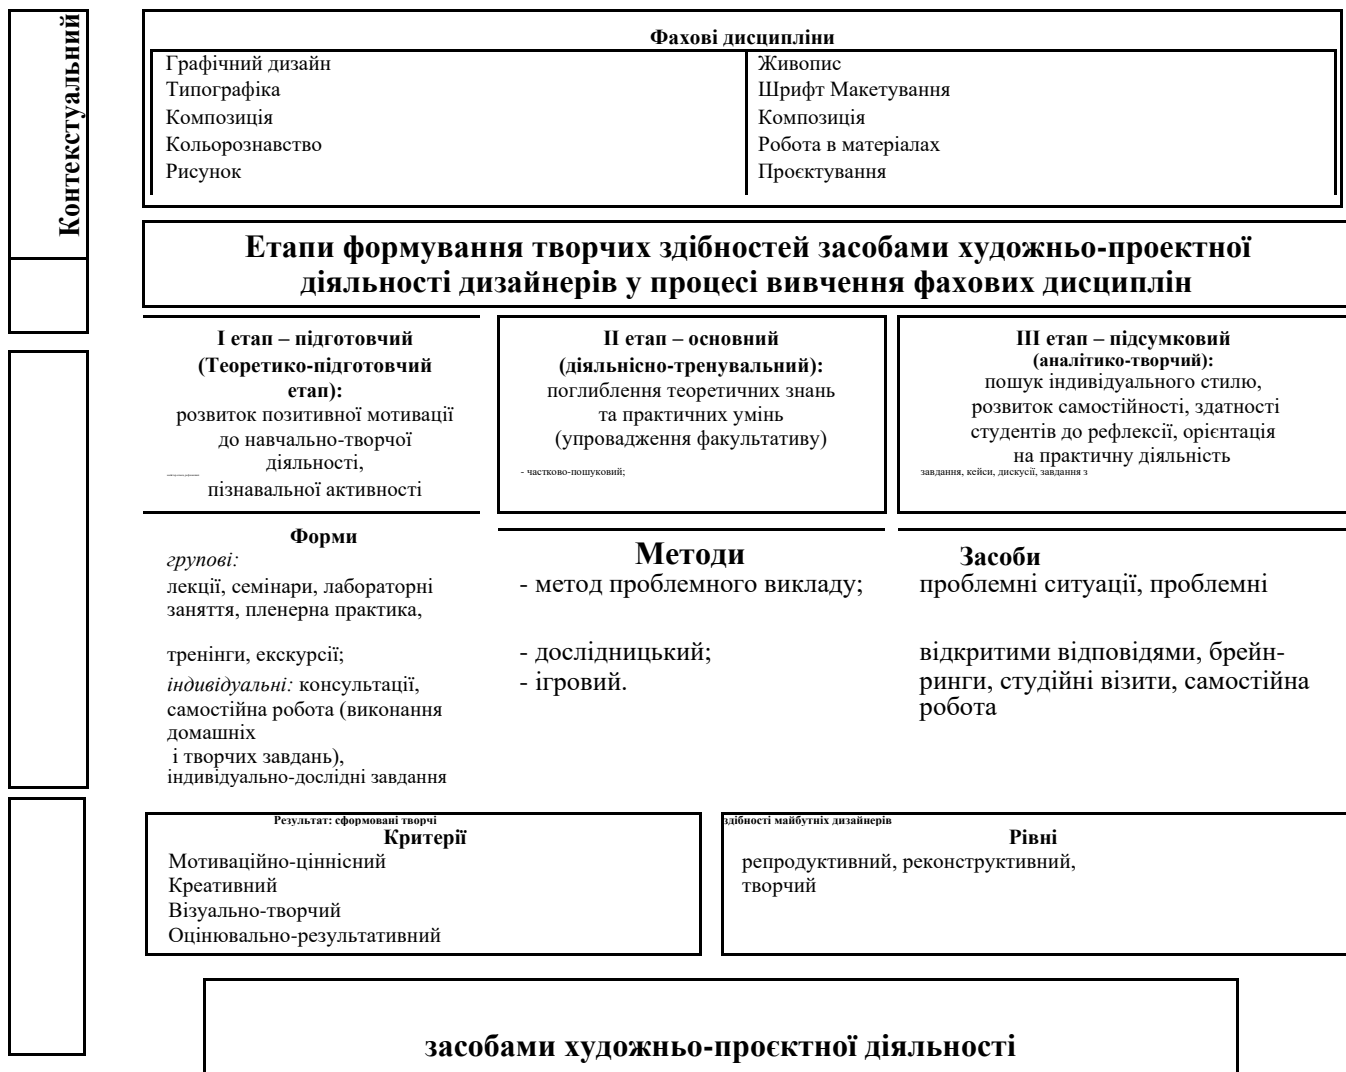 Контекстуальний
Фахові дисципліни
Графічний дизайн
Типографіка
Композиція
Кольорознавство
Рисунок
Живопис
Шрифт Макетування
Композиція
Робота в матеріалах
Проєктування
Етапи формування творчих здібностей засобами художньо-проектної
діяльності дизайнерів у процесі вивчення фахових дисциплін
І етап – підготовчий
(Теоретико-підготовчий
етап):
розвиток позитивної мотивації
до навчально-творчої
діяльності,
пізнавальної активності
ІІ етап – основний
(діяльнісно-тренувальний):
поглиблення теоретичних знань
та практичних умінь
(упровадження факультативу)
- частково-пошуковий;
ІІІ етап – підсумковий
(аналітико-творчий):
пошук індивідуального стилю,
розвиток самостійності, здатності
студентів до рефлексії, орієнтація
на практичну діяльність
завдання, кейси, дискусії, завдання з
Форми
групові:
лекції, семінари, лабораторні
заняття, пленерна практика,
тренінги, екскурсії;
індивідуальні: консультації,
самостійна робота (виконання
домашніх
і творчих завдань),
індивідуально-дослідні завдання
Методи
- метод проблемного викладу;
- дослідницький;
- ігровий.
Засоби
проблемні ситуації, проблемні
відкритими відповідями, брейн-
ринги, студійні візити, самостійна
робота
Результат: сформовані творчі
Критерії
Мотиваційно-ціннісний
Креативний
Візуально-творчий
Оцінювально-результативний
здібності майбутніх дизайнерів
Рівні
репродуктивний, реконструктивний,
творчий
засобами художньо-проєктної діяльності